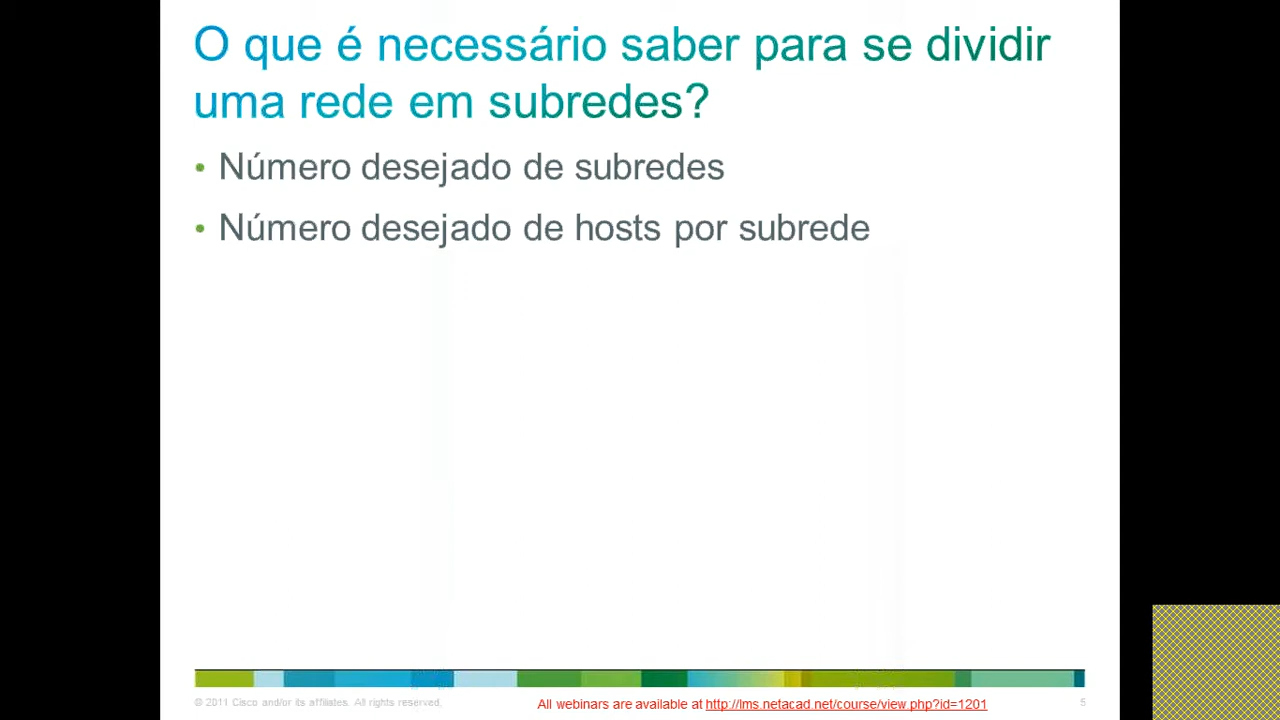 O que é necessário saber para se dividir
uma rede em subredes?
• Número desejado de subredes
• Número desejado de hosts por subrede
© 2011 Cisco and/or its affiliates. All rights reserved.
All webinars are available at http://lms.netacad.net/course/view.php?id=1201
5